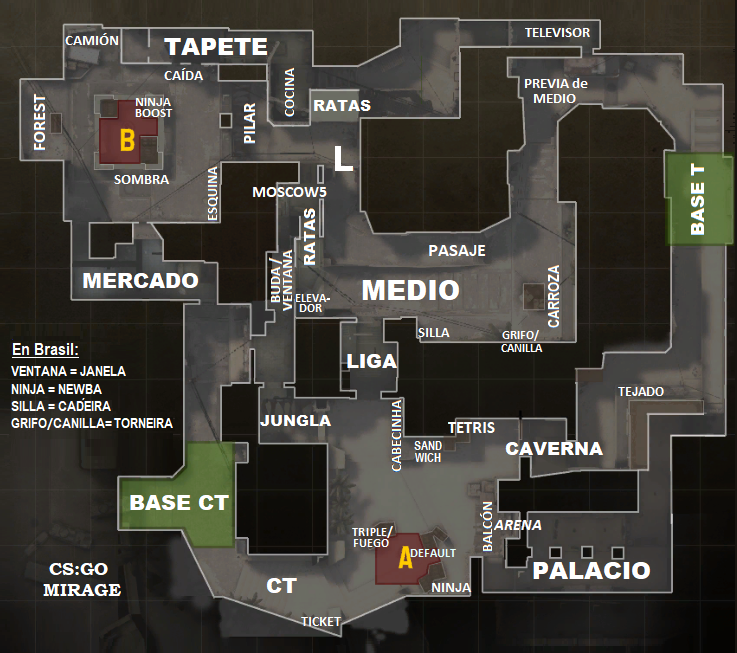 CAMIÓN
TAPETE
TELEVISOR
CAÍDA
COCINA
PREVIA de
MEDIO
FOREST
NINJA
BOOST
B
PILAR
RATAS
L
SOMBRA
ESQUINA
MOSCOW5
BASE T
RATAS
PASAJE
MERCADO
BUDA/
VENTANA
ELEVA-
DOR
MEDIO
CARROZA
SILLA
GRIFO/
CANILLA
En Brasil:
VENTANA = JANELA
NINJA = NEWBA
SILLA = CADEIRA
GRIFO/CANILLA= TORNEIRA
LIGA
TEJADO
JUNGLA
CABECINHA
TETRIS
SAND
WICH
CAVERNA
BASE CT
BALCÓN
ARENA
TRIPLE/
FUEGO
A
DEFAULT
CS:GO
MIRAGE
CT
NINJA
PALACIO
TICKET